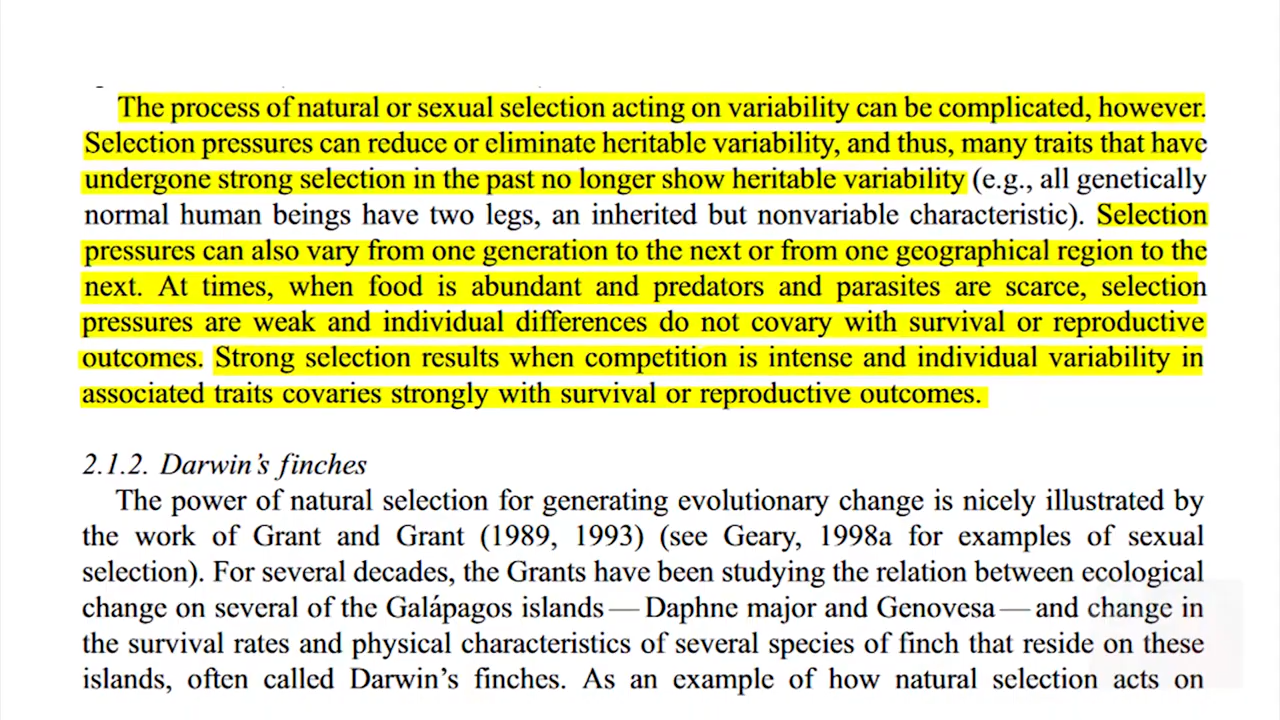 The process of natural or sexual selection acting on variability can be complicated, however.
Selection pressures can reduce or eliminate heritable variability, and thus, many traits that have
undergone strong selection in the past no longer show heritable variability (e.g., all genetically
normal human beings have two legs, an inherited but nonvariable characteristic). Selection
pressures can also vary from one generation to the next or from one geographical region to the
next. At times, when food is abundant and predators and parasites are scarce, selection
pressures are weak and individual differences do not covary with survival or reproductive
outcomes. Strong selection results when competition is intense and individual variability in
associated traits covaries strongly with survival or reproductive outcomes.
2.1.2. Darwin's finches
The power of natural selection for generating evolutionary change is nicely illustrated by
the work of Grant and Grant (1989, 1993) (see Geary, 1998a for examples of sexual
selection). For several decades, the Grants have been studying the relation between ecological
change on several of the Galápagos islands — Daphne major and Genovesa — and change in
the survival rates and physical characteristics of several species of finch that reside on these
islands, often called Darwin's finches. As an example of how natural selection acts on